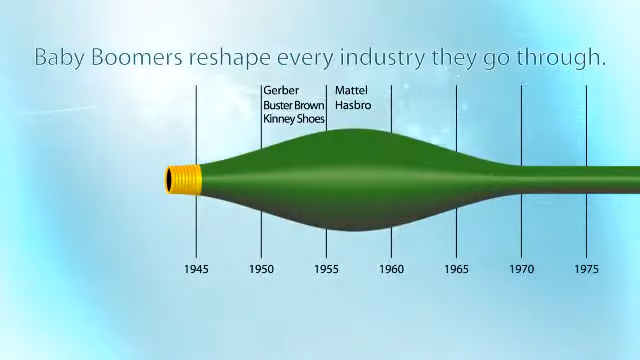 Baby Boomers reshape every industry they go through.
Gerber
Buster Brown
Kinney Shoes
Mattel
Hasbro
1945 1950 1955 1960 1965 1970 1975